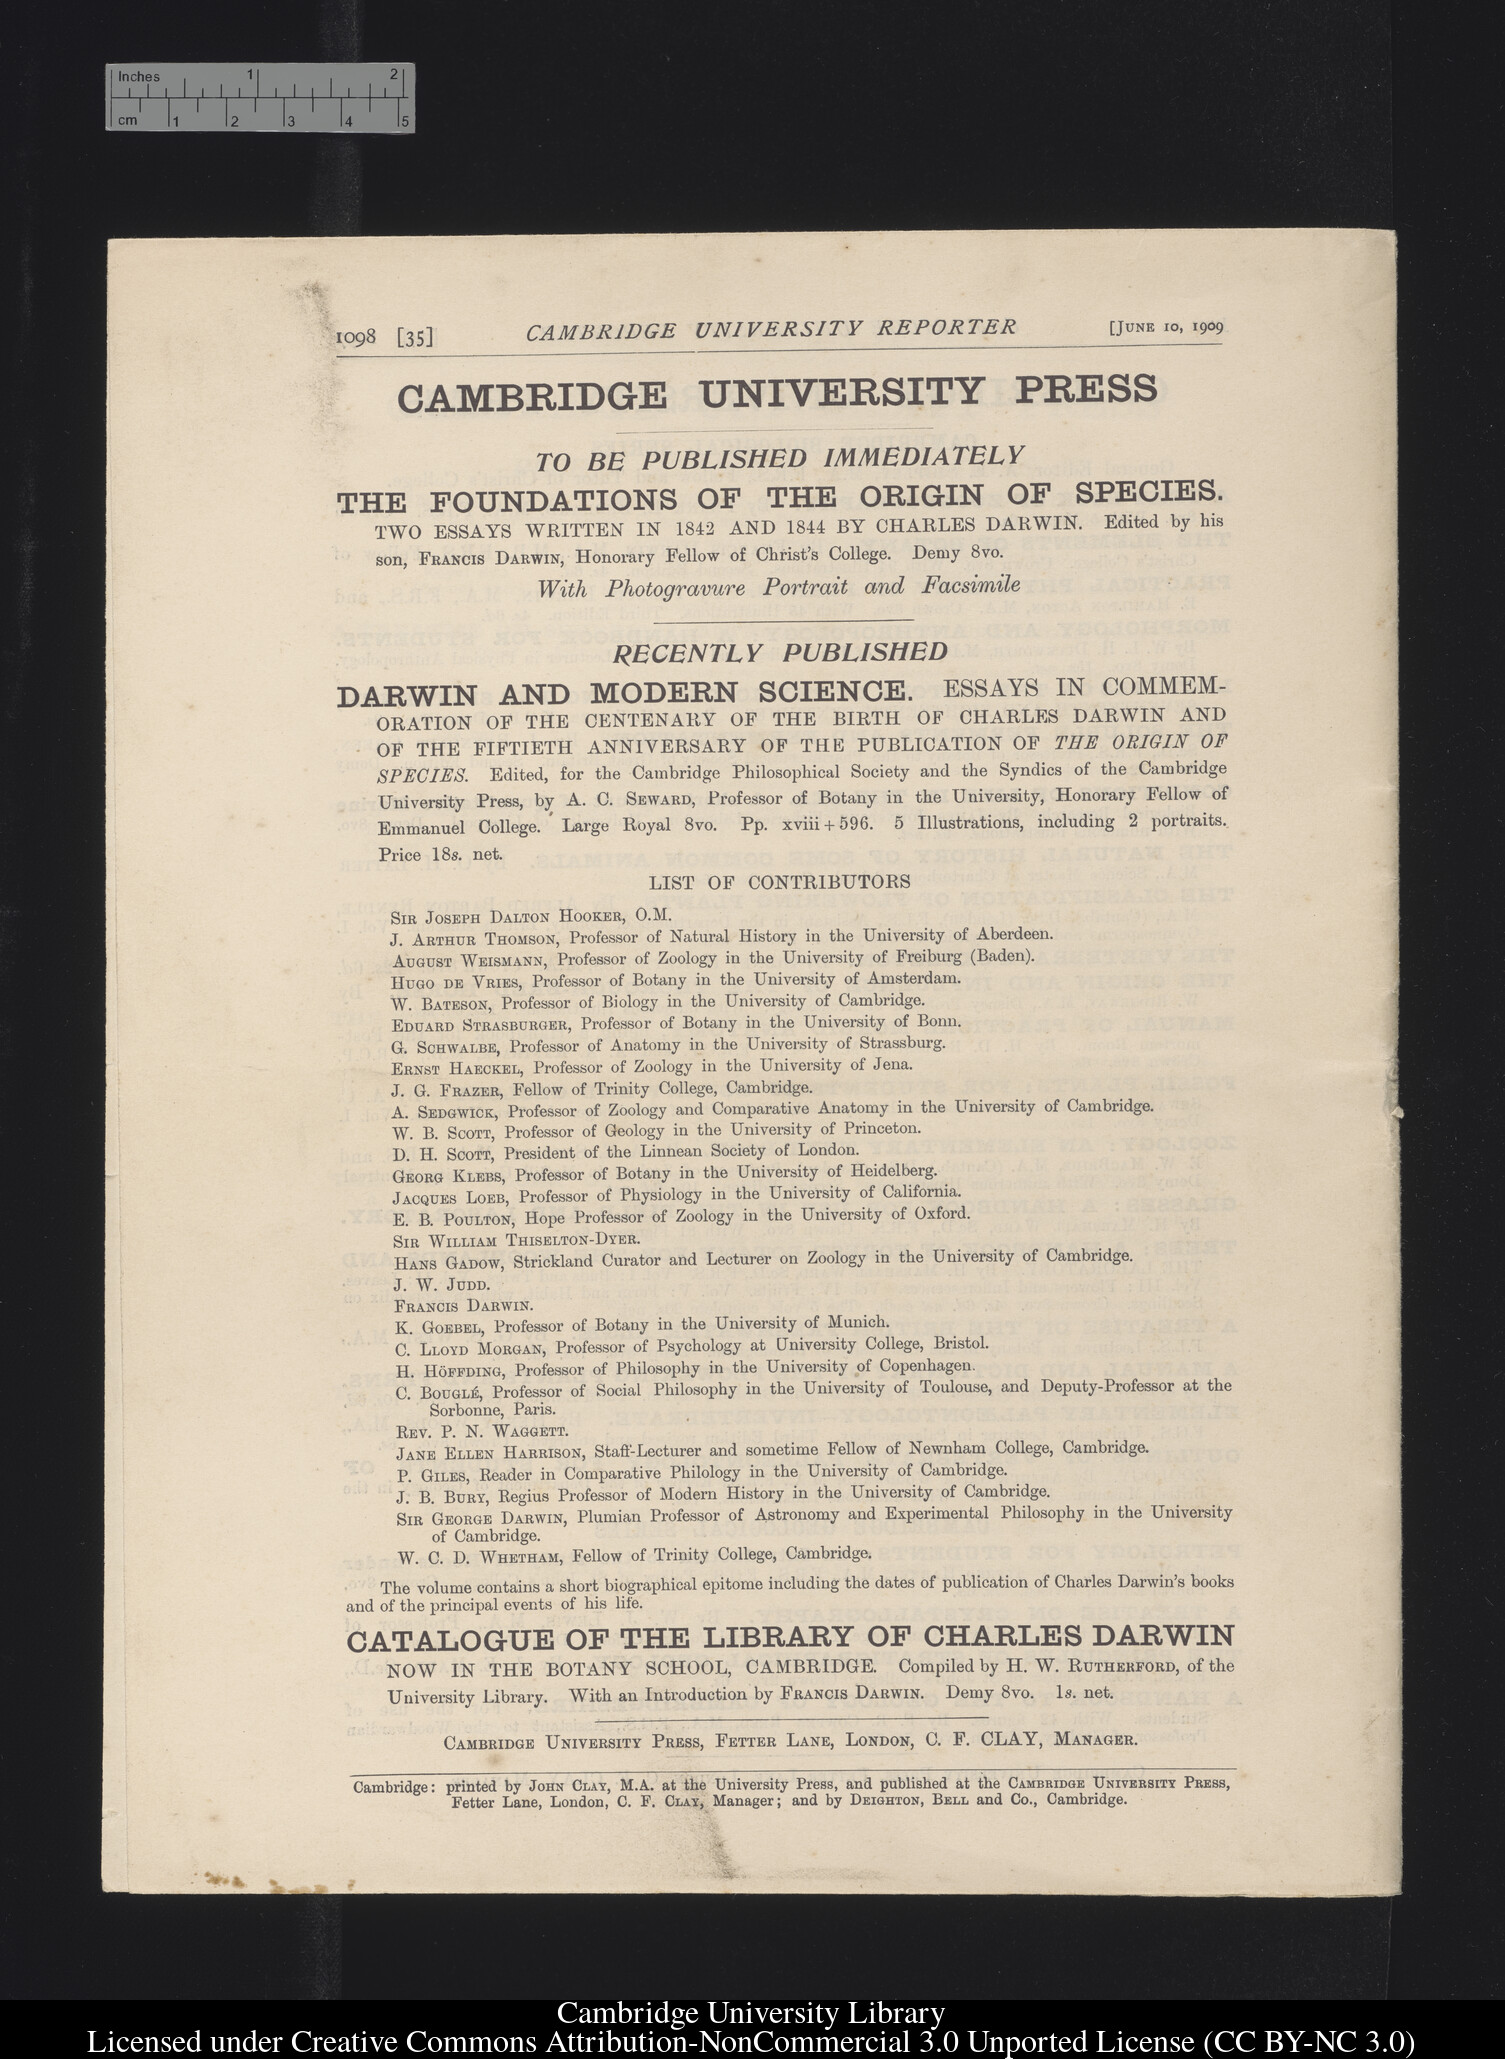 Inches 1 2
cm 1 2 3 4 5
1098 [35] CAMBRIDGE UNIVERSITY REPORTER [JUNE 10, 1909
CAMBRIDGE UNIVERSITY PRESS
TO BE PUBLISHED IMMEDIATELY
THE FOUNDATIONS OF THE ORIGIN OF SPECIES.
TWO ESSAYS WRITTEN IN 1842 AND 1844 BY CHARLES DARWIN. Edited by his
son, FRANCIS DARWIN, Honorary Fellow of Christ's College. Demy 8vo.
With Photogravure Portrait and Facsimile
RECENTLY PUBLISHED
DARWIN AND MODERN SCIENCE. ESSAYS IN COMMEM-
ORATION OF THE CENTENARY OF THE BIRTH OF CHARLES DARWIN AND
OF THE FIFTIETH ANNIVERSARY OF THE PUBLICATION OF THE ORIGIN OF
SPECIES. Edited, for the Cambridge Philosophical Society and the Syndics of the Cambridge
University Press, by A. C. SEWARD, Professor of Botany in the University, Honorary Fellow of
Emmanuel College. Large Royal 8vo. Pp. xviii + 596. 5 Illustrations, including 2 portraits.
Price 18s. net.
LIST OF CONTRIBUTORS
SIR JOSEPH DALTON HOOKER, O.M.
J. ARTHUR THOMSON, Professor of Natural History in the University of Aberdeen.
AUGUST WEISMANN, Professor of Zoology in the University of Freiburg (Baden).
HUGO DE VRIES, Professor of Botany in the University of Amsterdam.
W. BATESON, Professor of Biology in the University of Cambridge.
EDUARD STRASBURGER, Professor of Botany in the University of Bonn.
G. SCHWALBE, Professor of Anatomy in the University of Strassburg.
ERNST HAECKEL, Professor of Zoology in the University of Jena.
J. G. FRAZER, Fellow of Trinity College, Cambridge.
A. SEDGWICK, Professor of Zoology and Comparative Anatomy in the University of Cambridge.
W. B. SCOTT, Professor of Geology in the University of Princeton.
D. H. SCOTT, President of the Linnean Society of London.
GEORG KLEBS, Professor of Botany in the University of Heidelberg.
JACQUES LOEB, Professor of Physiology in the University of California.
E. B. POULTON, Hope Professor of Zoology in the University of Oxford.
SIR WILLIAM THISELTON-DYER.
HANS GADOW, Strickland Curator and Lecturer on Zoology in the University of Cambridge.
J. W. JUDD.
FRANCIS DARWIN.
K. GOEBEL, Professor of Botany in the University of Munich.
C. LLOYD MORGAN, Professor of Psychology at University College, Bristol.
H. HÖFFDING, Professor of Philosophy in the University of Copenhagen.
C. BOUGLÉ, Professor of Social Philosophy in the University of Toulouse, and Deputy-Professor at the
Sorbonne, Paris.
REV. P. N. WAGGETT.
JANE ELLEN HARRISON, Staff-Lecturer and sometime Fellow of Newnham College, Cambridge.
P. GILES, Reader in Comparative Philology in the University of Cambridge.
J. B. BURY, Regius Professor of Modern History in the University of Cambridge.
SIR GEORGE DARWIN, Plumian Professor of Astronomy and Experimental Philosophy in the University
of Cambridge.
W. C. D. WHETHAM, Fellow of Trinity College, Cambridge.
The volume contains a short biographical epitome including the dates of publication of Charles Darwin's books
and of the principal events of his life.
CATALOGUE OF THE LIBRARY OF CHARLES DARWIN
NOW IN THE BOTANY SCHOOL, CAMBRIDGE. Compiled by H. W. RUTHERFORD, of the
University Library. With an Introduction by FRANCIS DARWIN. Demy 8vo. 1s. net.
CAMBRIDGE UNIVERSITY PRESS, FETTER LANE, LONDON, C. F. CLAY, MANAGER.
Cambridge: printed by JOHN CLAY, M.A. at the University Press, and published at the CAMBRIDGE UNIVERSITY PRESS,
Fetter Lane, London, C. F. CLAY, Manager; and by DEIGHTON, BELL and Co., Cambridge.
Cambridge University Library
Licensed under Creative Commons Attribution-NonCommercial 3.0 Unported License (CC BY-NC 3.0)